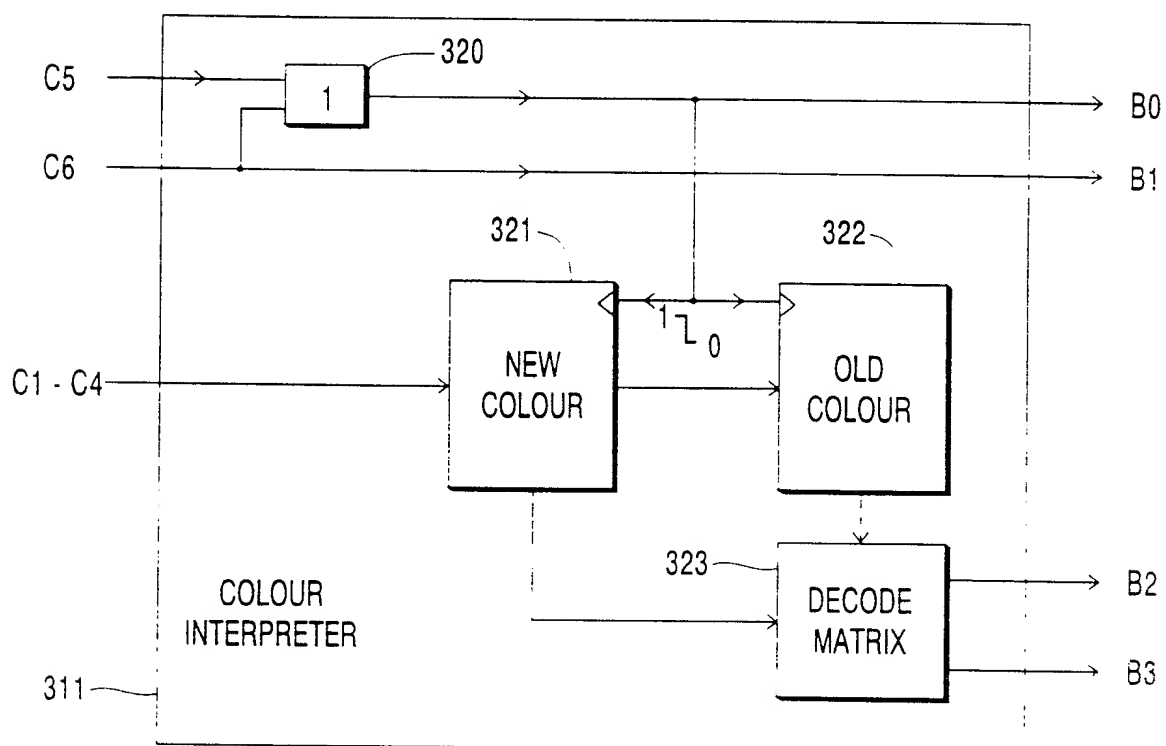 320
C5
1
B0
C6
B1
321
322
1
0
C1 - C4
NEW
COLOUR
OLD
COLOUR
323
COLOUR
INTERPRETER
DECODE
MATRIX
B2
B3
311